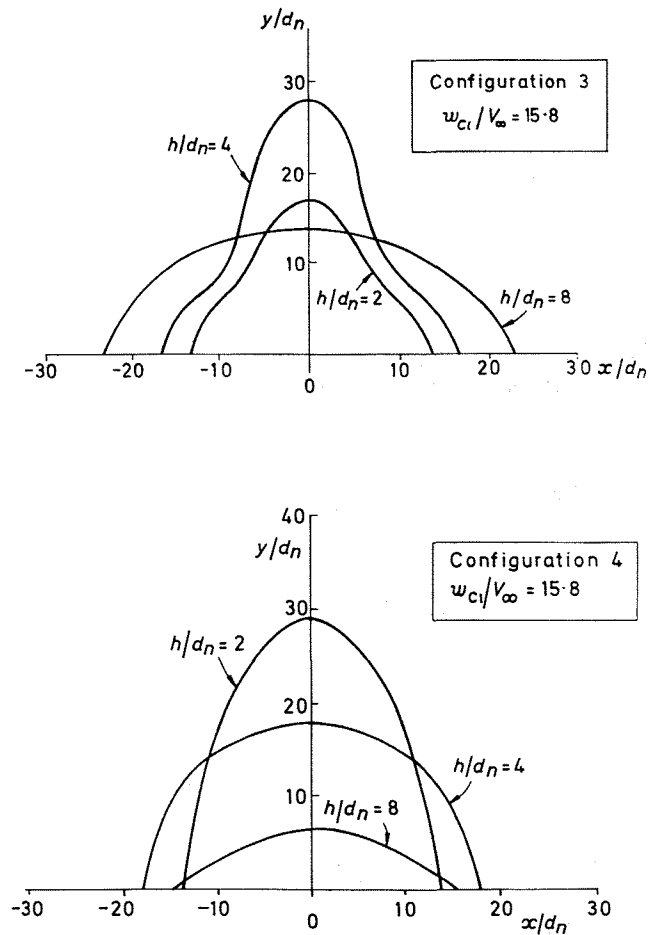 y/dₙ
30
20
10
Configuration 3
w_Cι/V∞ = 15·8
h/dₙ = 4
h/dₙ = 2
h/dₙ = 8
-30 -20 -10 0 10 20 30 x/dₙ
40
y/dₙ
30
20
10
Configuration 4
w_C₁/V∞ = 15·8
h/dₙ = 2
h/dₙ = 4
h/dₙ = 8
-30 -20 -10 0 10 20 30
x/dₙ